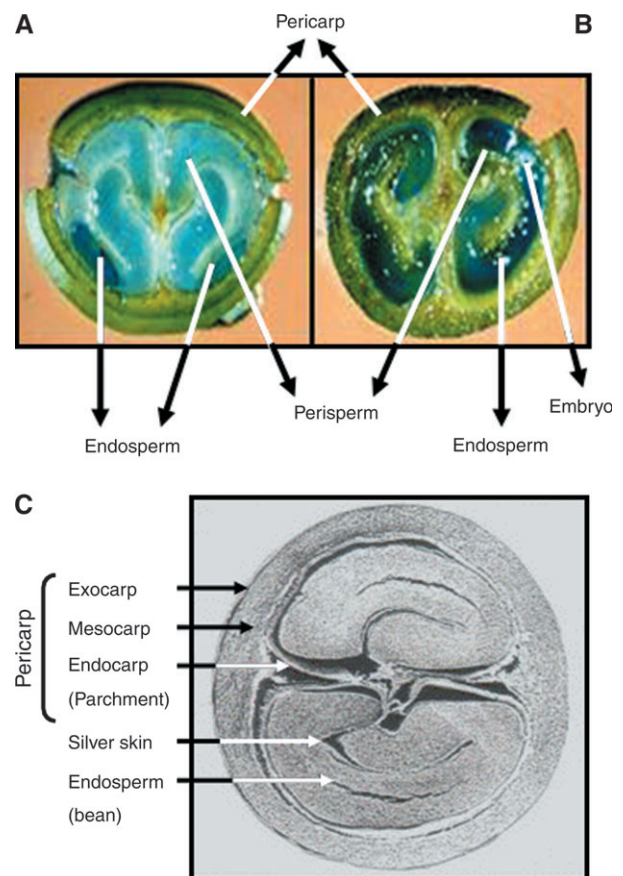 A
Pericarp
B
Perisperm
Embryo
Endosperm
Endosperm
C
Pericarp
Exocarp
Mesocarp
Endocarp
(Parchment)
Silver skin
Endosperm
(bean)